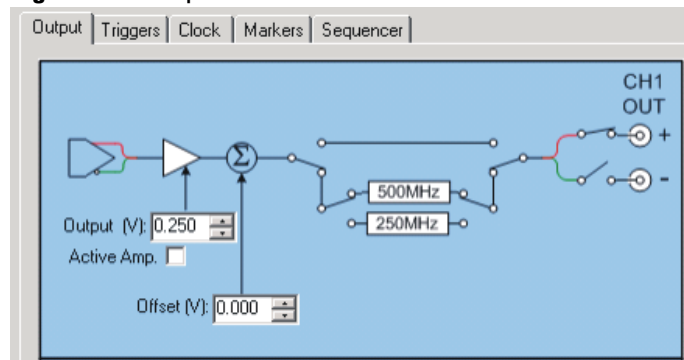 Output Triggers Clock Markers Sequencer
CH1
OUT
+
Σ
500MHz
-
250MHz
Output (V): 0.250
Active Amp.
Offset (V): 0.000